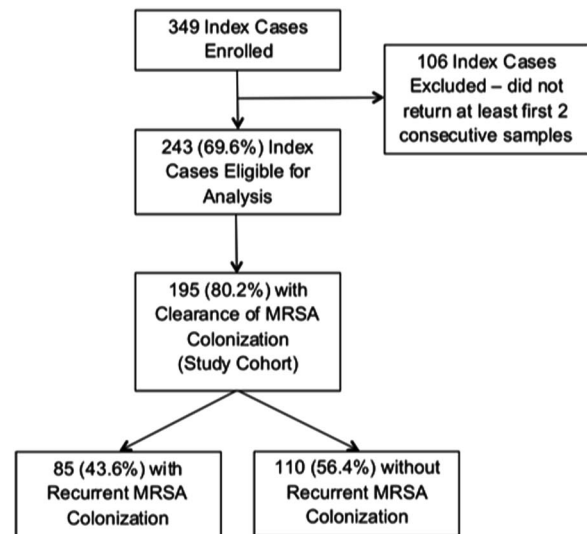 349 Index Cases
Enrolled
106 Index Cases
Excluded – did not
return at least first 2
consecutive samples
243 (69.6%) Index
Cases Eligible for
Analysis
195 (80.2%) with
Clearance of MRSA
Colonization
(Study Cohort)
85 (43.6%) with
Recurrent MRSA
Colonization
110 (56.4%) without
Recurrent MRSA
Colonization